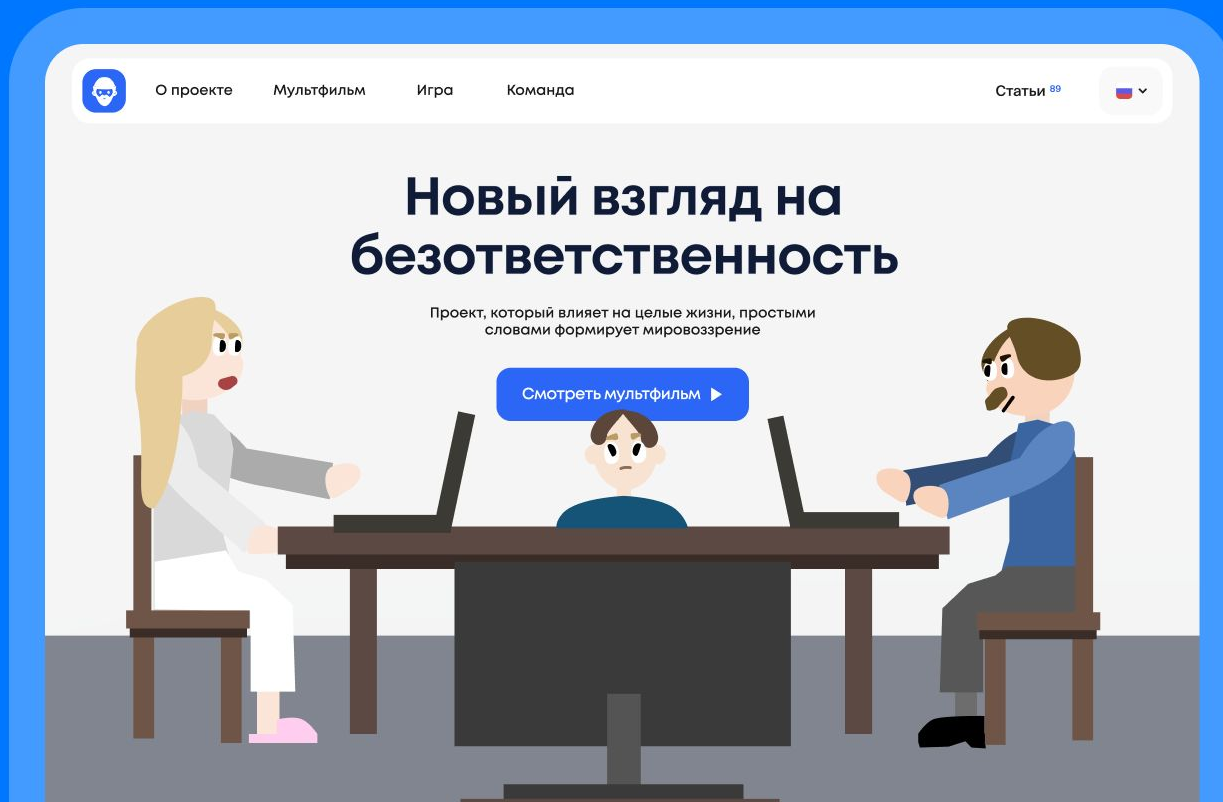 О проекте Мультфильм Игра Команда Статьи 89
Новый взгляд на
безответственность
Проект, который влияет на целые жизни, простыми
словами формирует мировоззрение
Смотреть мультфильм